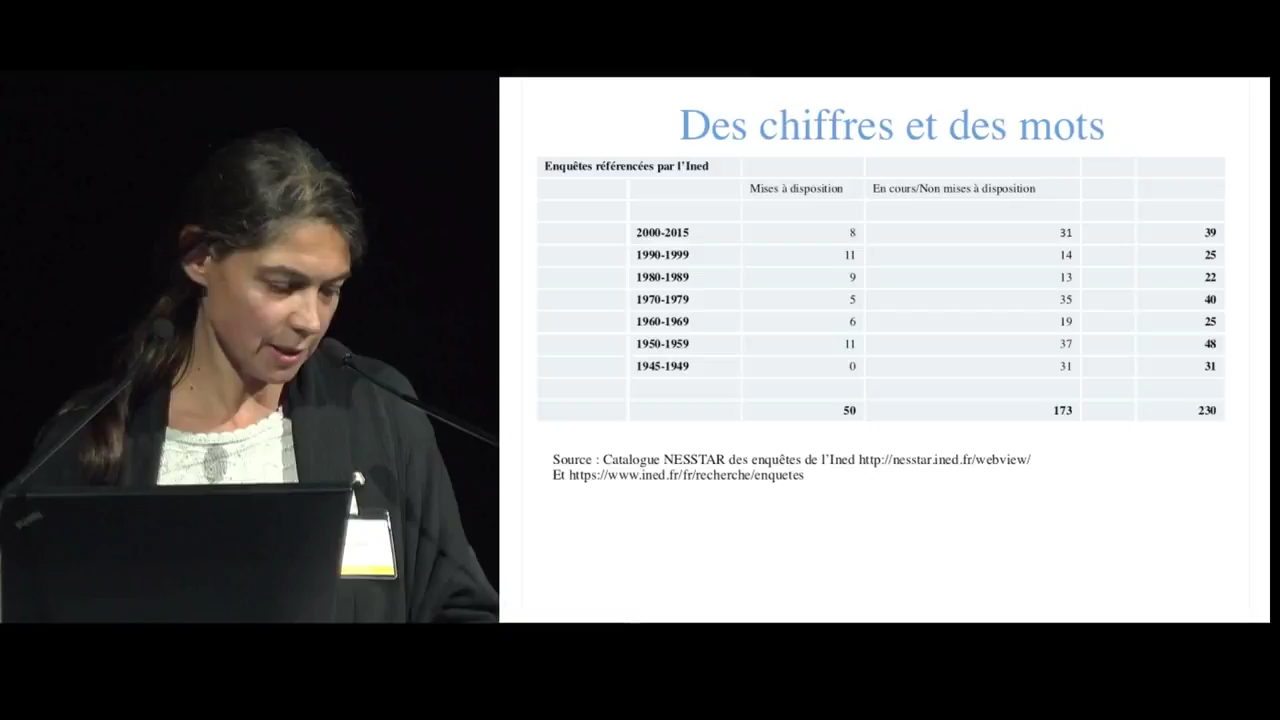 Des chiffres et des mots
Enquêtes référencées par l'Ined
Mises à disposition En cours/Non mises à disposition
2000-2015 8 31 39
1990-1999 11 14 25
1980-1989 9 13 22
1970-1979 5 35 40
1960-1969 6 19 25
1950-1959 11 37 48
1945-1949 0 31 31
50 173 230
Source : Catalogue NESSTAR des enquêtes de l'Ined http://nesstar.ined.fr/webview/
Et https://www.ined.fr/fr/recherche/enquetes